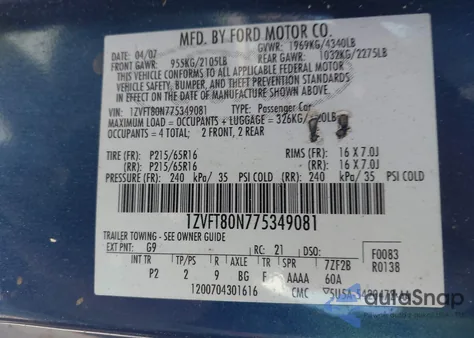 MFD. BY FORD MOTOR CO.
DATE: 04/07 GVWR: 1969KG/4340LB
FRONT GAWR: 955KG/2105LB REAR GAWR: 1032KG/2275LB
THIS VEHICLE CONFORMS TO ALL APPLICABLE FEDERAL MOTOR
VEHICLE SAFETY, BUMPER, AND THEFT PREVENTION STANDARDS
IN EFFECT ON THE DATE OF MANUFACTURE SHOWN ABOVE.
VIN: 1ZVFT80N775349081 TYPE: Passenger Car
MAXIMUM LOAD = OCCUPANTS + LUGGAGE = 326KG/
OCCUPANTS = 4 TOTAL: 2 FRONT, 2 REAR
TIRE (FR): P215/65R16 RIMS (FR): 16 X 7.0J
(RR): P215/65R16 (RR): 16 X 7.0J
PRESSURE (FR): 240 kPa/ 35 PSI COLD (RR): 240 kPa/ 35 PSI COLD
1ZVFT80N775349081
TRAILER TOWING - SEE OWNER GUIDE
EXT PNT: G9 RC: 21 DSO: F0083
INT TR TP/PS R AX TR SPR 7ZF2B R0138
P2 2 9 BG F AAAA 60A
1200704301616 CMC
autoSnap